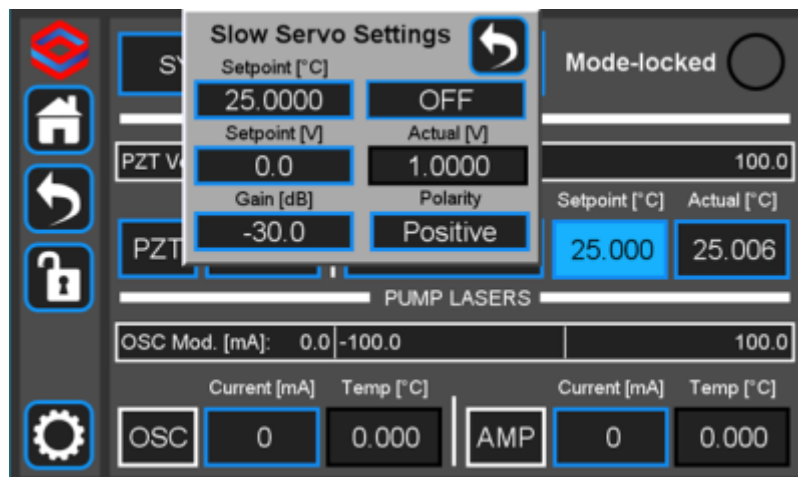 Slow Servo Settings
Setpoint [°C]
25.0000 OFF
Setpoint [V] Actual [V]
0.0 1.0000
Gain [dB] Polarity
-30.0 Positive
Mode-locked
PZT 100.0
Setpoint [°C] Actual [°C]
PZT 25.000 25.006
PUMP LASERS
OSC Mod. [mA]: 0.0 -100.0 100.0
Current [mA] Temp [°C] Current [mA] Temp [°C]
OSC 0 0.000 AMP 0 0.000